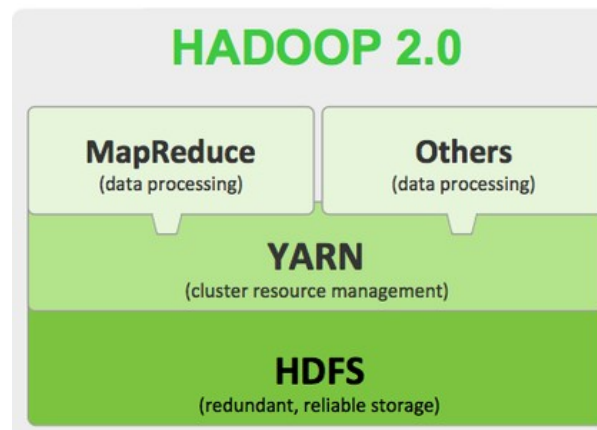 HADOOP 2.0
MapReduce
(data processing)
Others
(data processing)
YARN
(cluster resource management)
HDFS
(redundant, reliable storage)